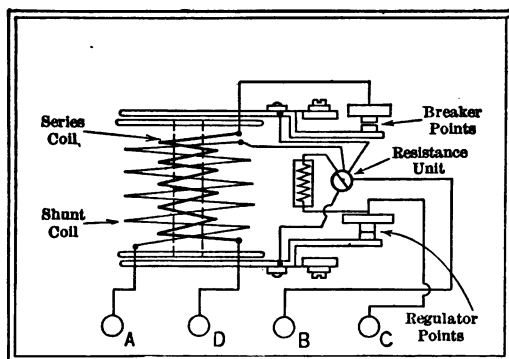 Series
Coil,
Breaker
Points
Resistance
Unit
Shunt
Coil
Regulator
Points
A
D
B
C